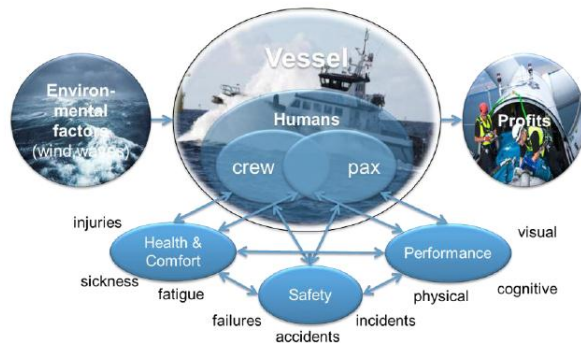 Vessel
Environ-
mental
factors
(wind waves)
Humans
Profits
crew
pax
injuries
Health &
Comfort
Performance
visual
sickness
fatigue
Safety
physical
cognitive
failures
incidents
accidents